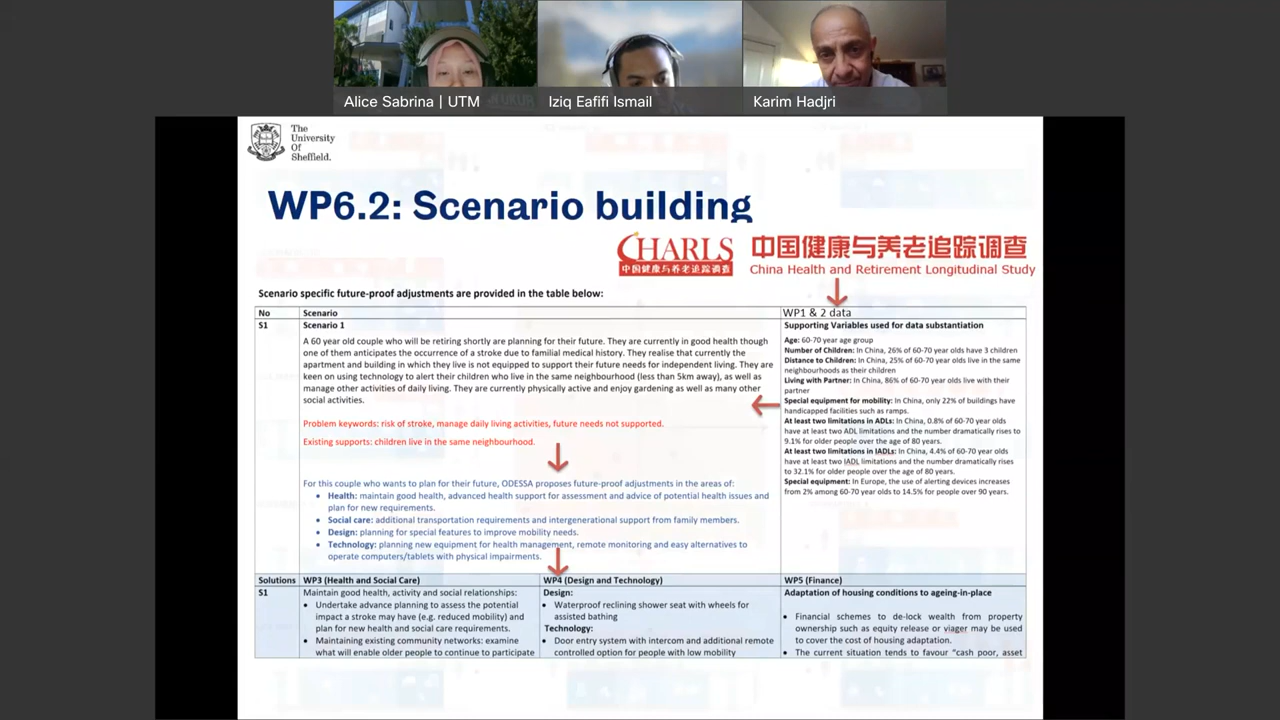 Alice Sabrina | UTM
Iziq Eafifi Ismail
Karim Hadjri
The
University
Of
Sheffield.
WP6.2: Scenario building
CHARLS
中国健康与养老追踪调查
中国健康与养老追踪调查
China Health and Retirement Longitudinal Study
Scenario specific future-proof adjustments are provided in the table below:
No Scenario WP1 & 2 data
S1 Scenario 1
A 60 year old couple who will be retiring shortly are planning for their future. They are currently in good health though
one of them anticipates the occurrence of a stroke due to familial medical history. They realise that currently the
apartment and building in which they live is not equipped to support their future needs for independent living. They are
keen on using technology to alert their children who live in the same neighbourhood (less than 5km away), as well as
manage other activities of daily living. They are currently physically active and enjoy gardening as well as many other
social activities.
Problem keywords: risk of stroke, manage daily living activities, future needs not supported.
Existing supports: children live in the same neighbourhood.
For this couple who wants to plan for their future, ODESSA proposes future-proof adjustments in the areas of:
• Health: maintain good health, advanced health support for assessment and advice of potential health issues and
plan for new requirements.
• Social care: additional transportation requirements and intergenerational support from family members.
• Design: planning for special features to improve mobility needs.
• Technology: planning new equipment for health management, remote monitoring and easy alternatives to
operate computers/tablets with physical impairments.
Supporting Variables used for data substantiation
Age: 60-70 year age group
Number of Children: In China, 26% of 60-70 year olds have 3 children
Distance to Children: In China, 25% of 60-70 year olds live in the same
neighbourhoods as their children
Living with Partner: In China, 86% of 60-70 year olds live with their
partner
Special equipment for mobility: In China, only 22% of buildings have
handicapped facilities such as ramps.
At least two limitations in ADLs: In China, 0.8% of 60-70 year olds
have at least two ADL limitations and the number dramatically rises to
9.1% for older people over the age of 80 years.
At least two limitations in IADLs: In China, 4.4% of 60-70 year olds
have at least two IADL limitations and the number dramatically rises
to 32.1% for older people over the age of 80 years.
Special equipment: In Europe, the use of alerting devices increases
from 2% among 60-70 year olds to 14.5% for people over 90 years.
Solutions WP3 (Health and Social Care) WP4 (Design and Technology) WP5 (Finance)
S1 Maintain good health, activity and social relationships:
• Undertake advance planning to assess the potential
impact a stroke may have (e.g. reduced mobility) and
plan for new health and social care requirements.
• Maintaining existing community networks: examine
what will enable older people to continue to participate
Design:
• Waterproof reclining shower seat with wheels for
assisted bathing
Technology:
• Door entry system with intercom and additional remote
controlled option for people with low mobility
Adaptation of housing conditions to ageing-in-place
• Financial schemes to de-lock wealth from property
ownership such as equity release or viager may be used
to cover the cost of housing adaptation.
• The current situation tends to favour "cash poor, asset